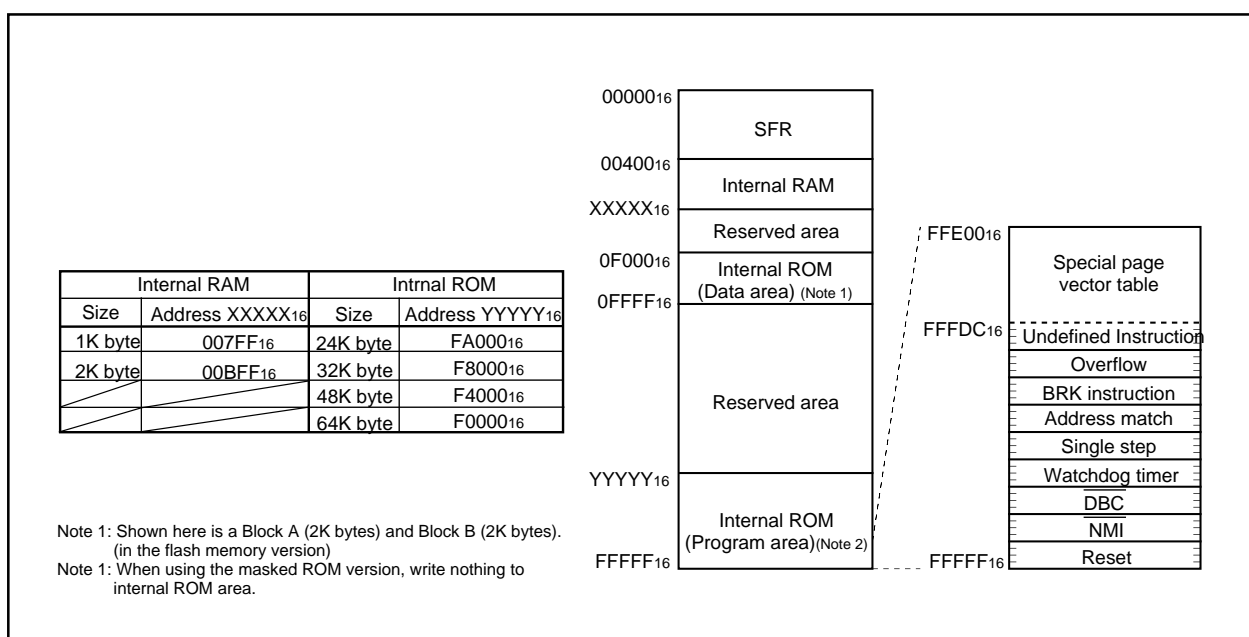 Internal RAM Intrnal ROM
Size Address XXXXX16 Size Address YYYYY16
1K byte 007FF16 24K byte FA00016
2K byte 00BFF16 32K byte F800016
48K byte F400016
64K byte F000016
Note 1: Shown here is a Block A (2K bytes) and Block B (2K bytes).
(in the flash memory version)
Note 1: When using the masked ROM version, write nothing to
internal ROM area.
0000016
SFR
0040016
Internal RAM
XXXXX16
Reserved area
0F00016
Internal ROM
(Data area) (Note 1)
0FFFF16
Reserved area
YYYYY16
Internal ROM
(Program area)(Note 2)
FFFFF16
FFE0016
Special page
vector table
FFFDC16
Undefined Instruction
Overflow
BRK instruction
Address match
Single step
Watchdog timer
DBC
NMI
Reset
FFFFF16